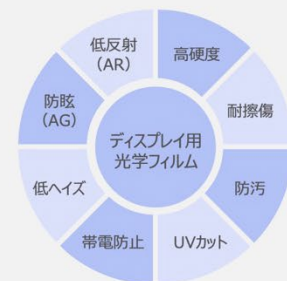 低反射
（AR）
高硬度
耐擦傷
防汚
UVカット
帯電防止
低ヘイズ
防眩
（AG）
ディスプレイ用
光学フィルム